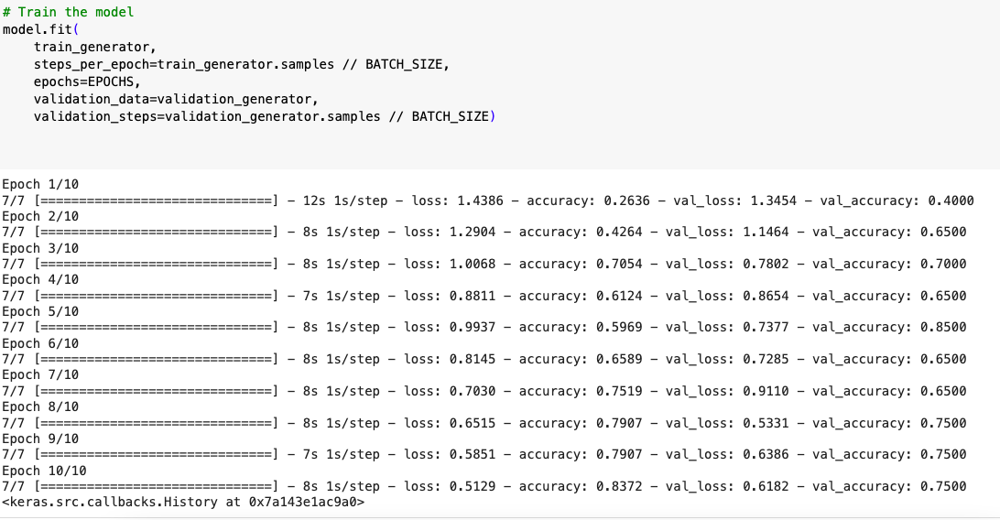 # Train the model
model.fit(
    train_generator,
    steps_per_epoch=train_generator.samples // BATCH_SIZE,
    epochs=EPOCHS,
    validation_data=validation_generator,
    validation_steps=validation_generator.samples // BATCH_SIZE)
Epoch 1/10
7/7 [==============================] - 12s 1s/step - loss: 1.4386 - accuracy: 0.2636 - val_loss: 1.3454 - val_accuracy: 0.4000
Epoch 2/10
7/7 [==============================] - 8s 1s/step - loss: 1.2904 - accuracy: 0.4264 - val_loss: 1.1464 - val_accuracy: 0.6500
Epoch 3/10
7/7 [==============================] - 8s 1s/step - loss: 1.0068 - accuracy: 0.7054 - val_loss: 0.7802 - val_accuracy: 0.7000
Epoch 4/10
7/7 [==============================] - 7s 1s/step - loss: 0.8811 - accuracy: 0.6124 - val_loss: 0.8654 - val_accuracy: 0.6500
Epoch 5/10
7/7 [==============================] - 8s 1s/step - loss: 0.9937 - accuracy: 0.5969 - val_loss: 0.7377 - val_accuracy: 0.8500
Epoch 6/10
7/7 [==============================] - 8s 1s/step - loss: 0.8145 - accuracy: 0.6589 - val_loss: 0.7285 - val_accuracy: 0.6500
Epoch 7/10
7/7 [==============================] - 8s 1s/step - loss: 0.7030 - accuracy: 0.7519 - val_loss: 0.9110 - val_accuracy: 0.6500
Epoch 8/10
7/7 [==============================] - 8s 1s/step - loss: 0.6515 - accuracy: 0.7907 - val_loss: 0.5331 - val_accuracy: 0.7500
Epoch 9/10
7/7 [==============================] - 7s 1s/step - loss: 0.5851 - accuracy: 0.7907 - val_loss: 0.6386 - val_accuracy: 0.7500
Epoch 10/10
7/7 [==============================] - 8s 1s/step - loss: 0.5129 - accuracy: 0.8372 - val_loss: 0.6182 - val_accuracy: 0.7500
<keras.src.callbacks.History at 0x7a143e1ac9a0>